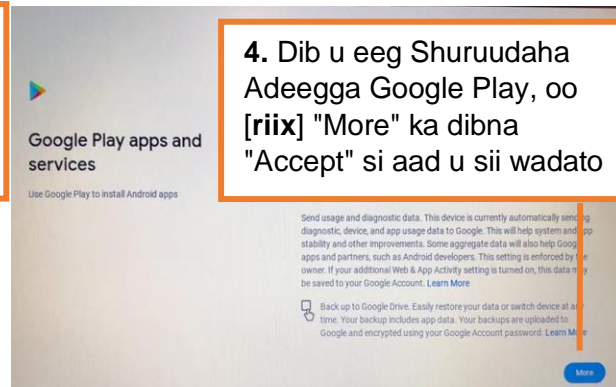 4. Dib u eeg Shuruudaha
Adeegga Google Play, oo
[riix] "More" ka dibna
"Accept" si aad u sii wadato
Google Play apps and
services
Use Google Play to install Android apps
Send usage and diagnostic data. This device is currently automatically sending
diagnostic, device, and app usage data to Google. This will help system and app
stability and other improvements. Some aggregate data will also help Google
apps and partners, such as Android developers. This setting is enforced by the
owner. If your additional Web & App Activity setting is turned on, this data may
be saved to your Google Account. Learn More
Back up to Google Drive. Easily restore your data or switch device at any
time. Your backup includes app data. Your backups are uploaded to
Google and encrypted using your Google Account password. Learn More
More